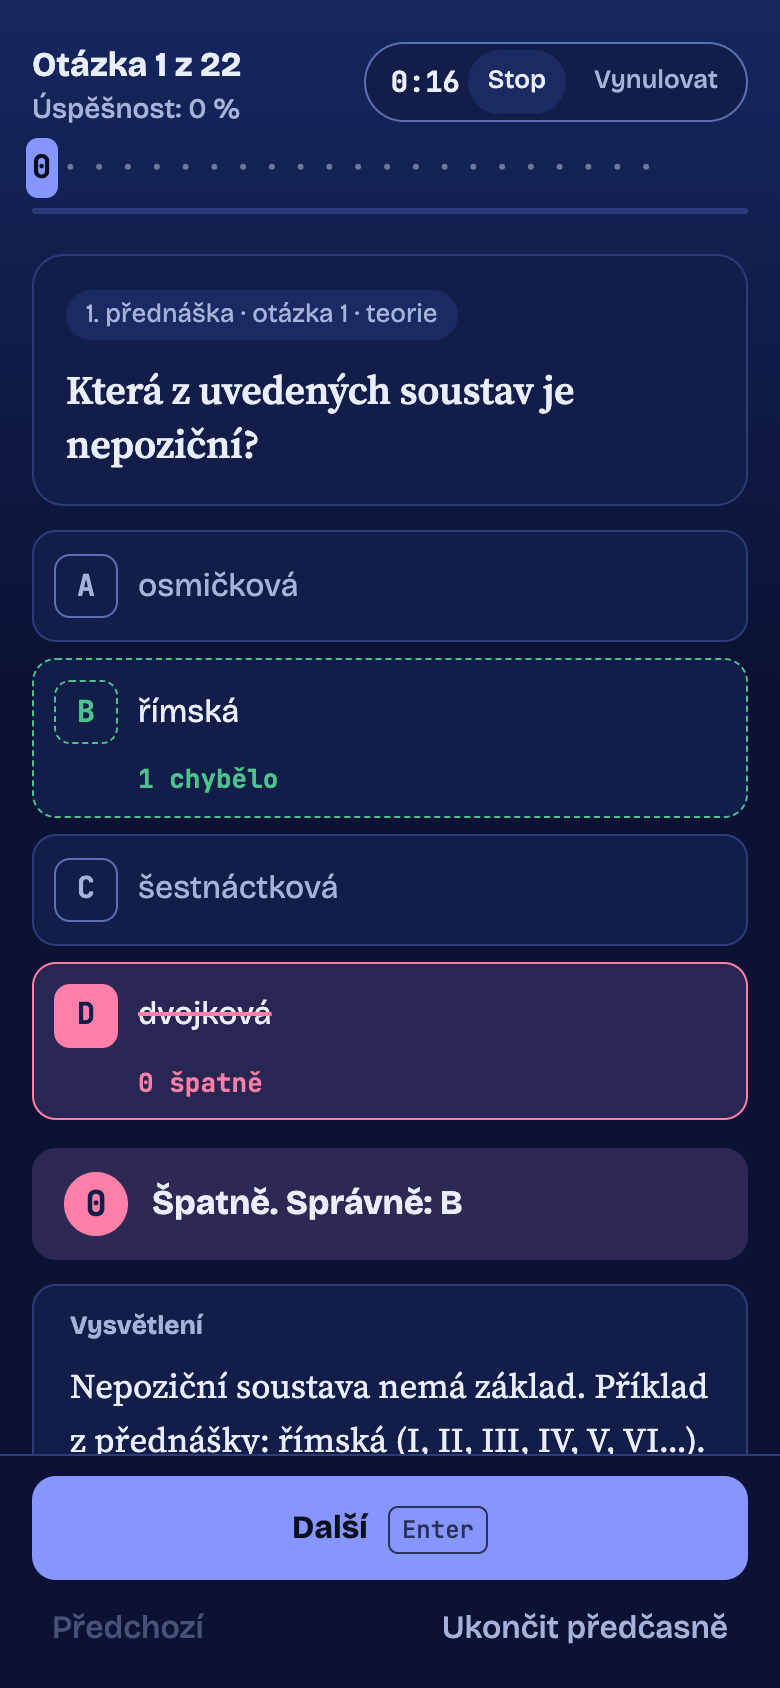 Otázka 1 z 22
Úspěšnost: 0 %
0:16 Stop Vynulovat
0
1. přednáška · otázka 1 · teorie
Která z uvedených soustav je
nepoziční?
A osmičková
B římská
1 chybělo
C šestnáctková
D dvojková
0 špatně
0 Špatně. Správně: B
Vysvětlení
Nepoziční soustava nemá základ. Příklad
z přednášky: římská (I, II, III, IV, V, VI…).
Další Enter
Předchozí Ukončit předčasně